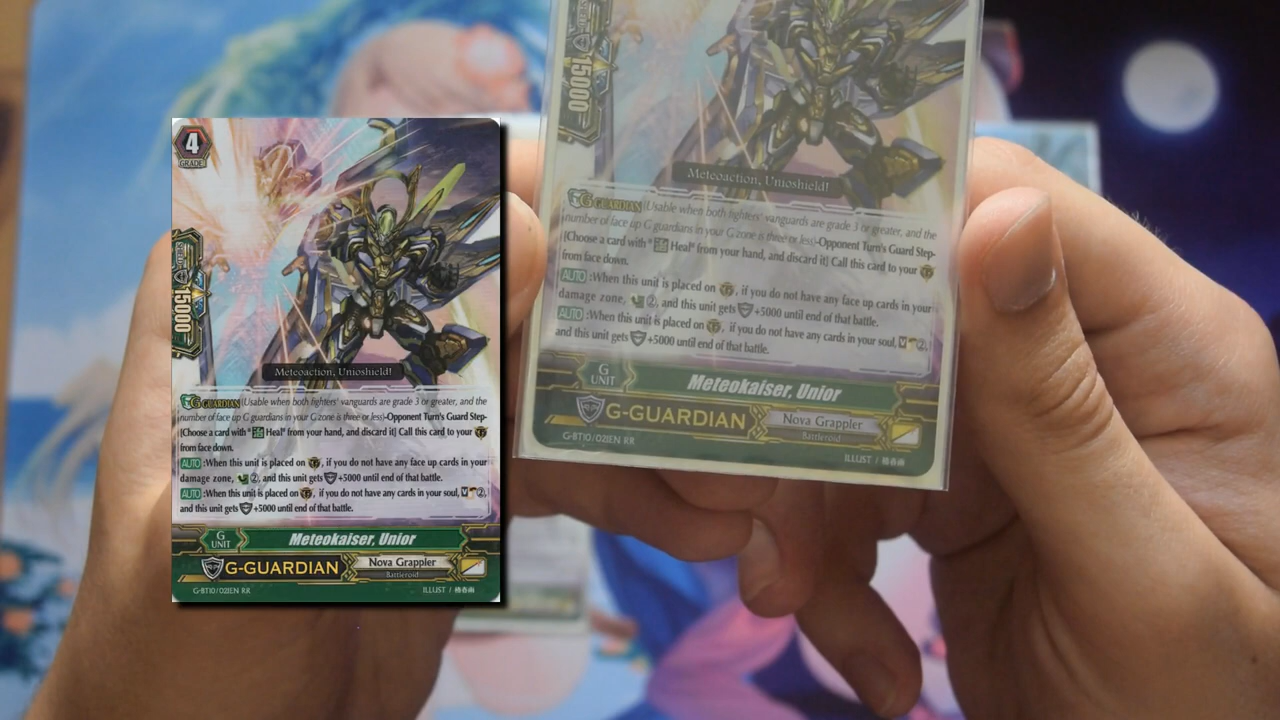 4
GRADE
15000
Meteoaction, Unioshield!
G GUARDIAN (Usable when both fighters' vanguards are grade 3 or greater, and the
number of face up G guardians in your G zone is three or less)-Opponent Turn's Guard Step-
[Choose a card with "Heal" from your hand, and discard it] Call this card to your
from face down.
AUTO :When this unit is placed on , if you do not have any face up cards in your
damage zone, ②, and this unit gets +5000 until end of that battle.
AUTO :When this unit is placed on , if you do not have any cards in your soul, V ②,
and this unit gets +5000 until end of that battle.
G
UNIT
Meteokaiser, Unior
G-GUARDIAN
Nova Grappler
Battleroid
G-BT10/021EN RR
ILLUST / 椿春雨
15000
Meteoaction, Unioshield!
G GUARDIAN (Usable when both fighters' vanguards are grade 3 or greater, and the
number of face up G guardians in your G zone is three or less)-Opponent Turn's Guard Step-
[Choose a card with "Heal" from your hand, and discard it] Call this card to your
from face down.
AUTO :When this unit is placed on , if you do not have any face up cards in your
damage zone, ②, and this unit gets +5000 until end of that battle.
AUTO :When this unit is placed on , if you do not have any cards in your soul, V ②,
and this unit gets +5000 until end of that battle.
G
UNIT
Meteokaiser, Unior
G-GUARDIAN
Nova Grappler
Battleroid
G-BT10/021EN RR
ILLUST / 椿春雨